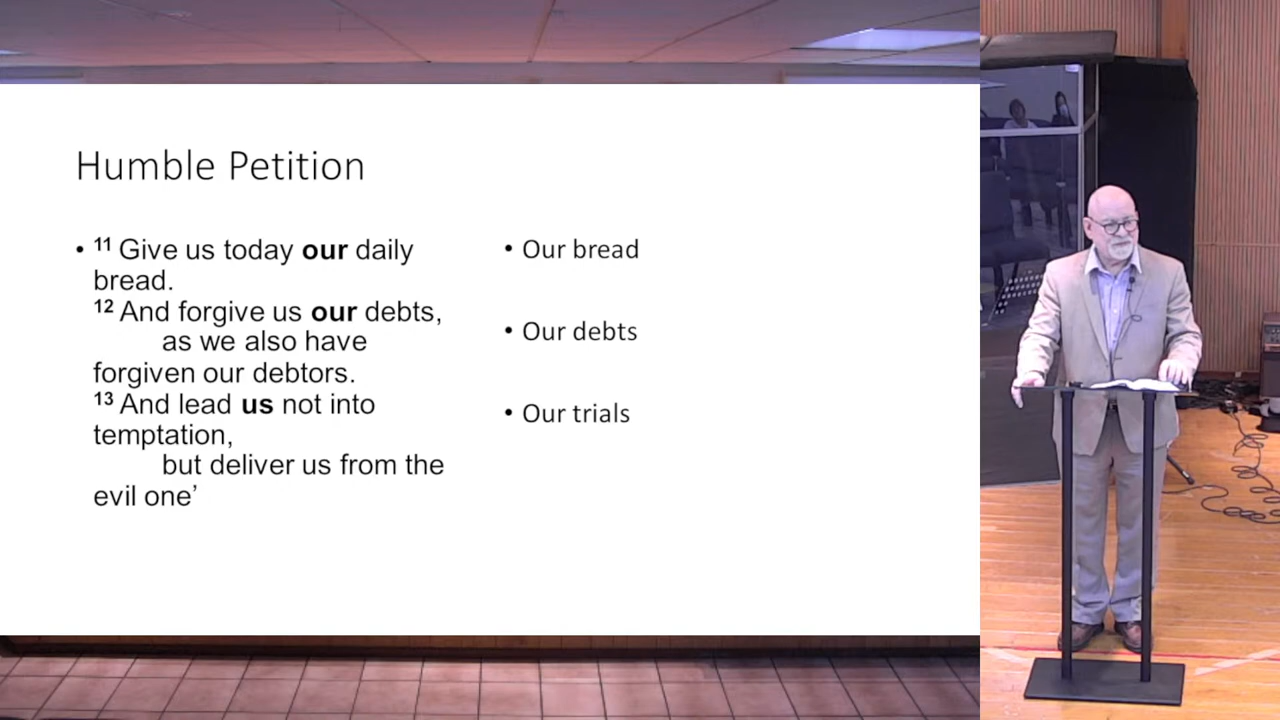 Humble Petition
• ¹¹ Give us today our daily
bread.
¹² And forgive us our debts,
as we also have
forgiven our debtors.
¹³ And lead us not into
temptation,
but deliver us from the
evil one’
• Our bread
• Our debts
• Our trials